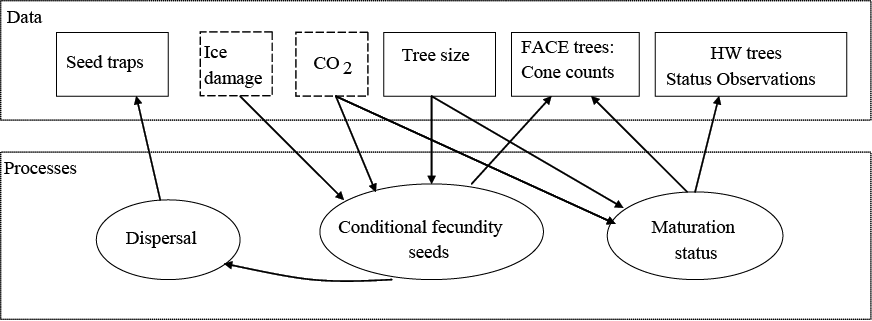 Data
Seed traps
Ice
damage
CO 2
Tree size
FACE trees:
Cone counts
HW trees
Status Observations
Processes
Dispersal
Conditional fecundity
seeds
Maturation
status